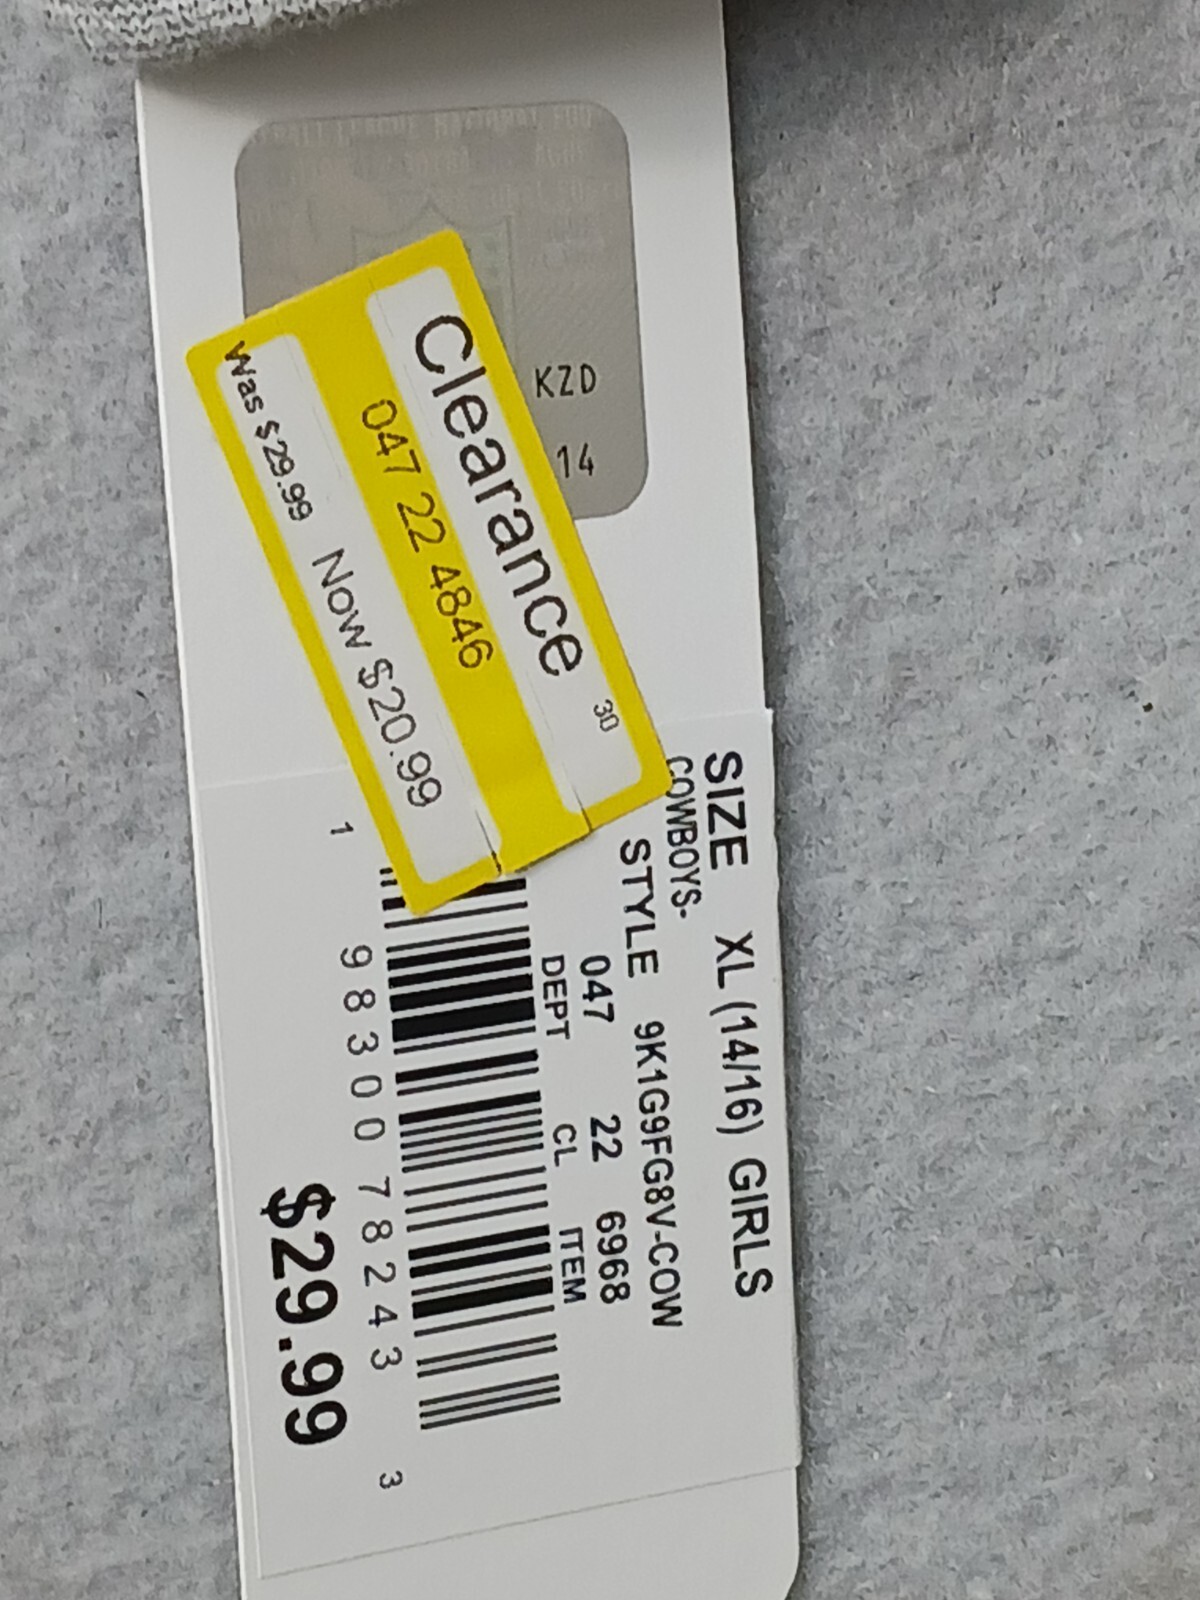 KZD
14
Clearance
30
047 22 4846
Was $29.99 Now $20.99
SIZE XL (14/16) GIRLS
COWBOYS-
STYLE 9K1G9FG8V-COW
047 22 6968
DEPT CL ITEM
1 98300 78243 3
$29.99